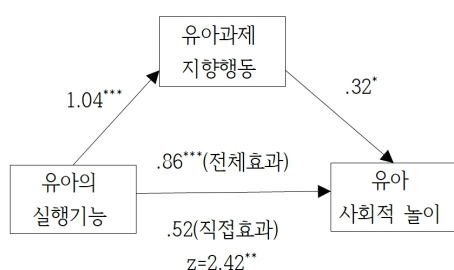 유아과제
지향행동
1.04***
.32*
.86***(전체효과)
유아의
실행기능
유아
사회적 놀이
.52(직접효과)
z=2.42**